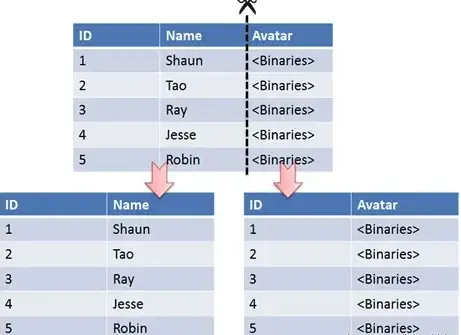 ID Name Avatar
1 Shaun <Binaries>
2 Tao <Binaries>
3 Ray <Binaries>
4 Jesse <Binaries>
5 Robin <Binaries>
ID Name
1 Shaun
2 Tao
3 Ray
4 Jesse
5 Robin
ID Avatar
1 <Binaries>
2 <Binaries>
3 <Binaries>
4 <Binaries>
5 <Binaries>